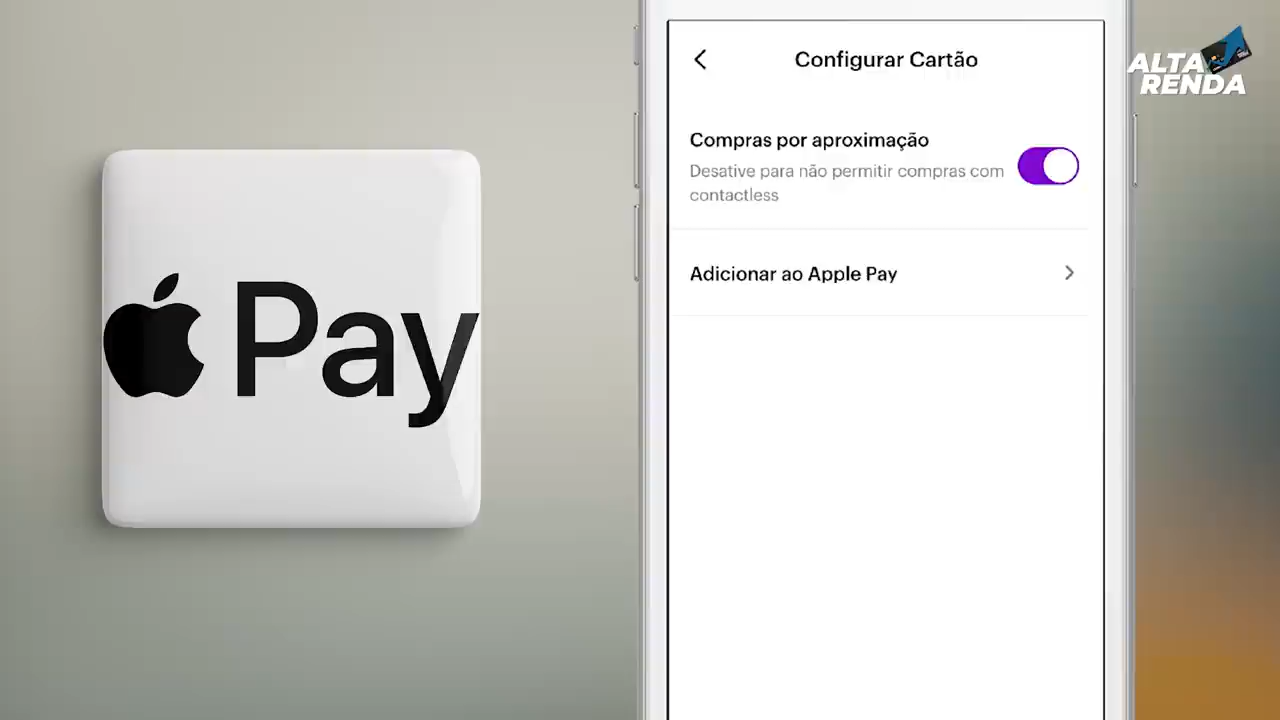 Pay
Configurar Cartão
Compras por aproximação
Desative para não permitir compras com
contactless
Adicionar ao Apple Pay
ALTA
RENDA